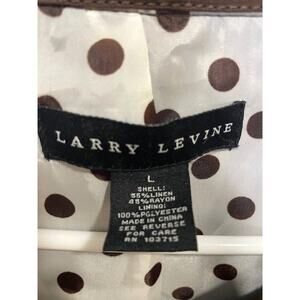 LARRY LEVINE
L
SHELL:
55%LINEN
45%RAYON
LINING:
100%POLYESTER
MADE IN CHINA
SEE REVERSE
FOR CARE
RN 103715